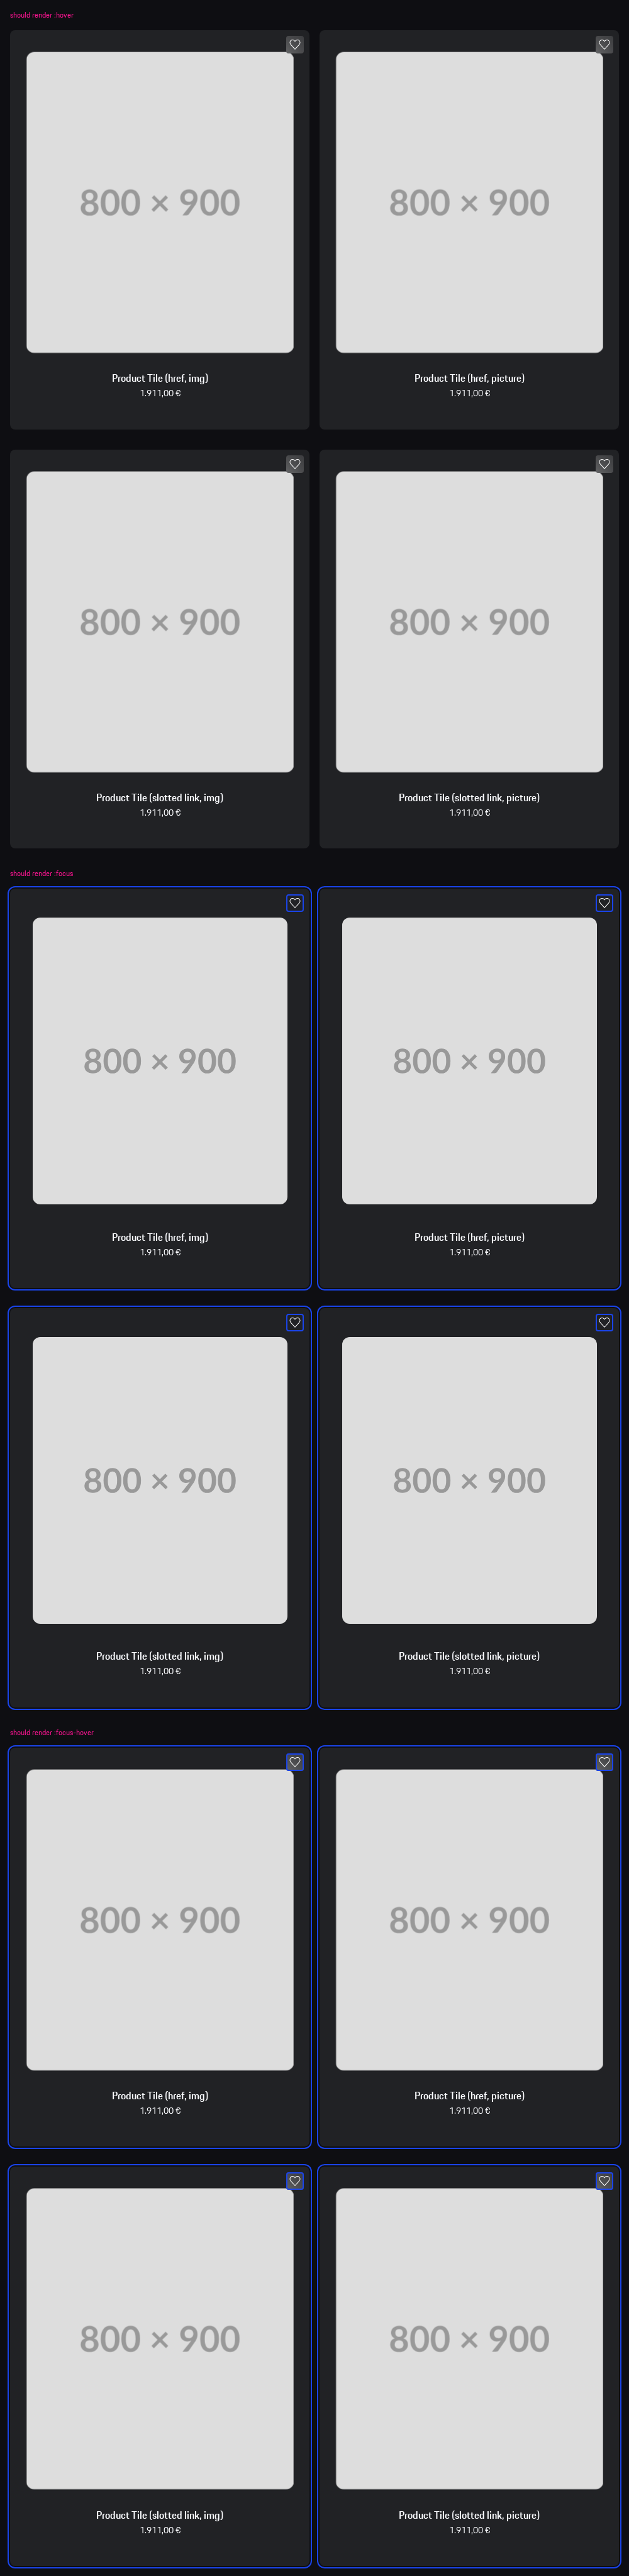 should render :hover
800 × 900
800 × 900
Product Tile (href, img)
1.911,00 €
Product Tile (href, picture)
1.911,00 €
800 × 900
800 × 900
Product Tile (slotted link, img)
1.911,00 €
Product Tile (slotted link, picture)
1.911,00 €
should render :focus
800 × 900
800 × 900
Product Tile (href, img)
1.911,00 €
Product Tile (href, picture)
1.911,00 €
800 × 900
800 × 900
Product Tile (slotted link, img)
1.911,00 €
Product Tile (slotted link, picture)
1.911,00 €
should render :focus-hover
800 × 900
800 × 900
Product Tile (href, img)
1.911,00 €
Product Tile (href, picture)
1.911,00 €
800 × 900
800 × 900
Product Tile (slotted link, img)
1.911,00 €
Product Tile (slotted link, picture)
1.911,00 €